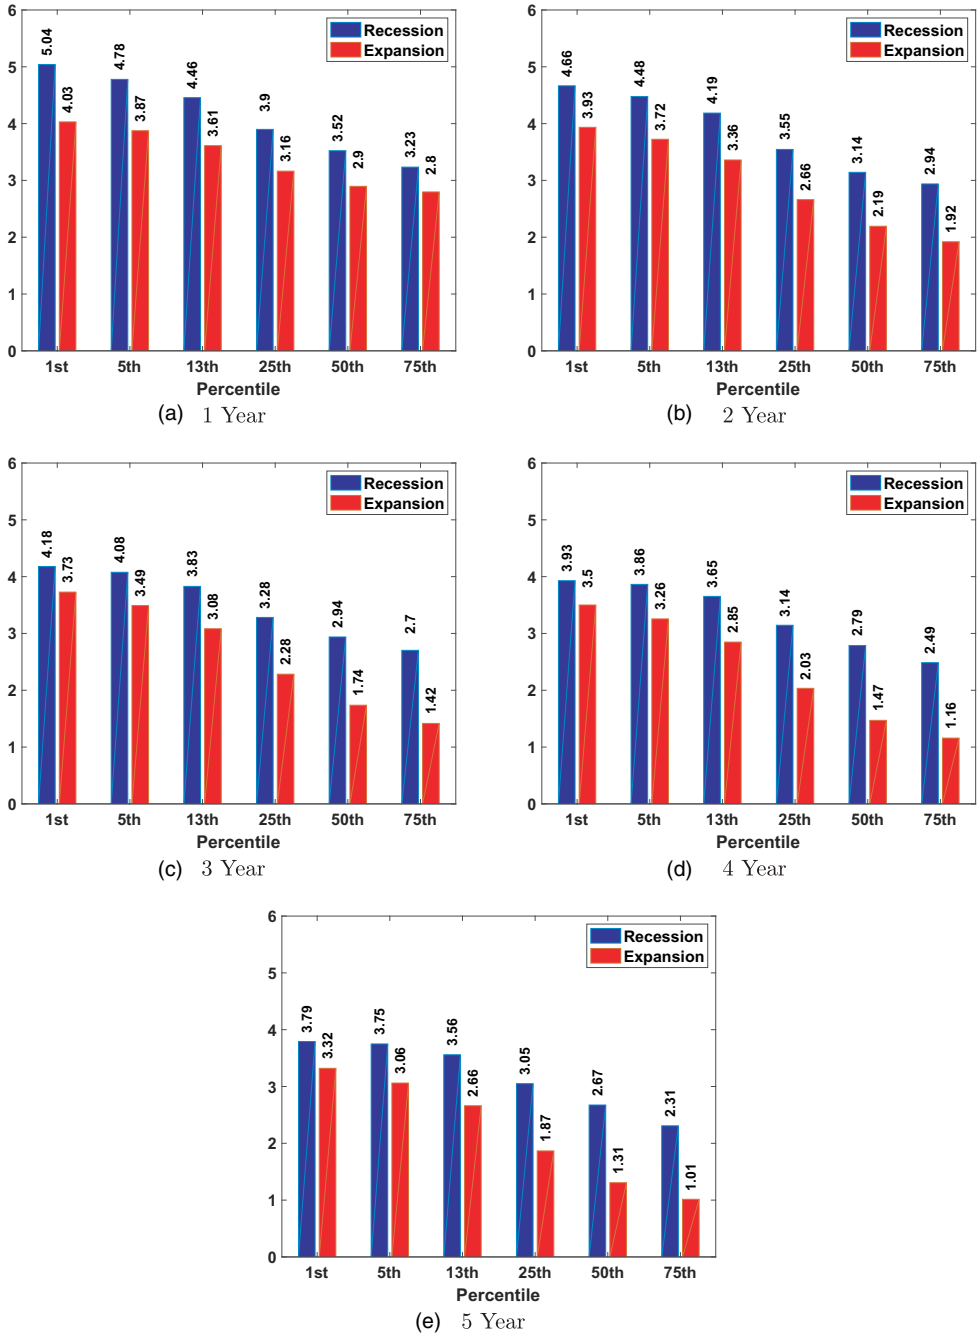 6
5
4
3
2
1
0
Recession
Expansion
5.04 4.03 4.78 3.87 4.46 3.61 3.9 3.16 3.52 2.9 3.23 2.8
1st 5th 13th 25th 50th 75th
Percentile
(a) 1 Year
6
5
4
3
2
1
0
Recession
Expansion
4.66 3.93 4.48 3.72 4.19 3.36 3.55 2.66 3.14 2.19 2.94 1.92
1st 5th 13th 25th 50th 75th
Percentile
(b) 2 Year
6
5
4
3
2
1
0
Recession
Expansion
4.18 3.73 4.08 3.49 3.83 3.08 3.28 2.28 2.94 1.74 2.7 1.42
1st 5th 13th 25th 50th 75th
Percentile
(c) 3 Year
6
5
4
3
2
1
0
Recession
Expansion
3.93 3.5 3.86 3.26 3.65 2.85 3.14 2.03 2.79 1.47 2.49 1.16
1st 5th 13th 25th 50th 75th
Percentile
(d) 4 Year
6
5
4
3
2
1
0
Recession
Expansion
3.79 3.32 3.75 3.06 3.56 2.66 3.05 1.87 2.67 1.31 2.31 1.01
1st 5th 13th 25th 50th 75th
Percentile
(e) 5 Year